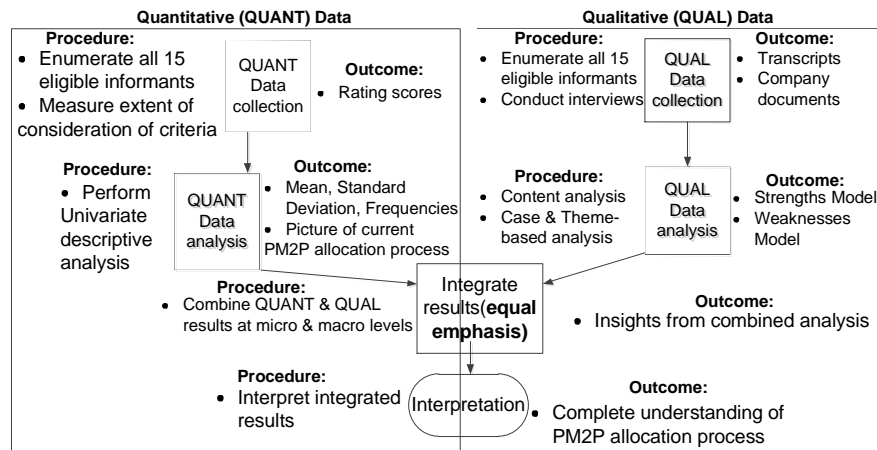 Quantitative (QUANT) Data
Procedure:
• Enumerate all 15
eligible informants
• Measure extent of
consideration of criteria
QUANT
Data
collection
Outcome:
• Rating scores
Procedure:
• Perform
Univariate
descriptive
analysis
QUANT
Data
analysis
Outcome:
• Mean, Standard
Deviation, Frequencies
• Picture of current
PM2P allocation process
Qualitative (QUAL) Data
Procedure:
• Enumerate all 15
eligible informants
• Conduct interviews
QUAL
Data
collection
Outcome:
• Transcripts
• Company
documents
Procedure:
• Content analysis
• Case & Theme-
based analysis
QUAL
Data
analysis
Outcome:
• Strengths Model
• Weaknesses
Model
Procedure:
• Combine QUANT & QUAL
results at micro & macro levels
Integrate
results(equal
emphasis)
Outcome:
• Insights from combined analysis
Procedure:
• Interpret integrated
results
Interpretation
Outcome:
• Complete understanding of
PM2P allocation process